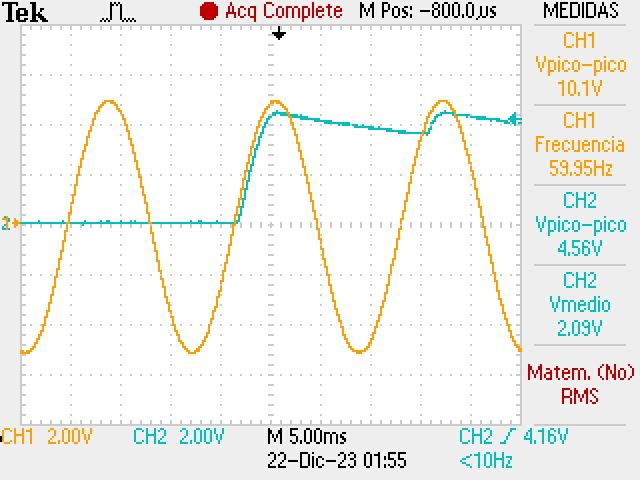 Tek Acq Complete M Pos: -800.0µs MEDIDAS
CH1
Vpico-pico
10.1V
CH1
Frecuencia
59.95Hz
CH2
Vpico-pico
4.56V
CH2
Vmedio
2.09V
Matem. (No)
RMS
2
CH1 2.00V CH2 2.00V M 5.00ms CH2 4.16V
22-Dic-23 01:55 <10Hz